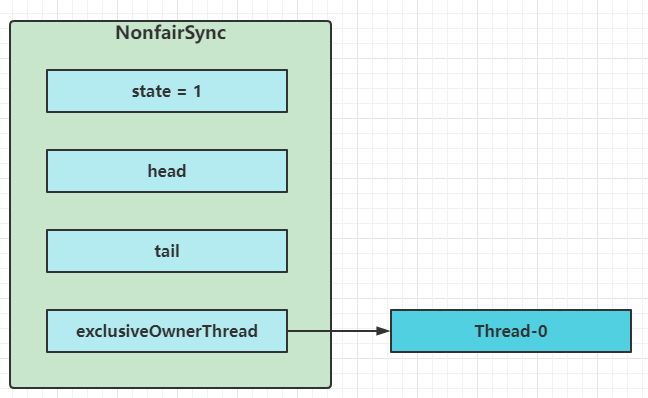 NonfairSync
state = 1
head
tail
exclusiveOwnerThread
Thread-0